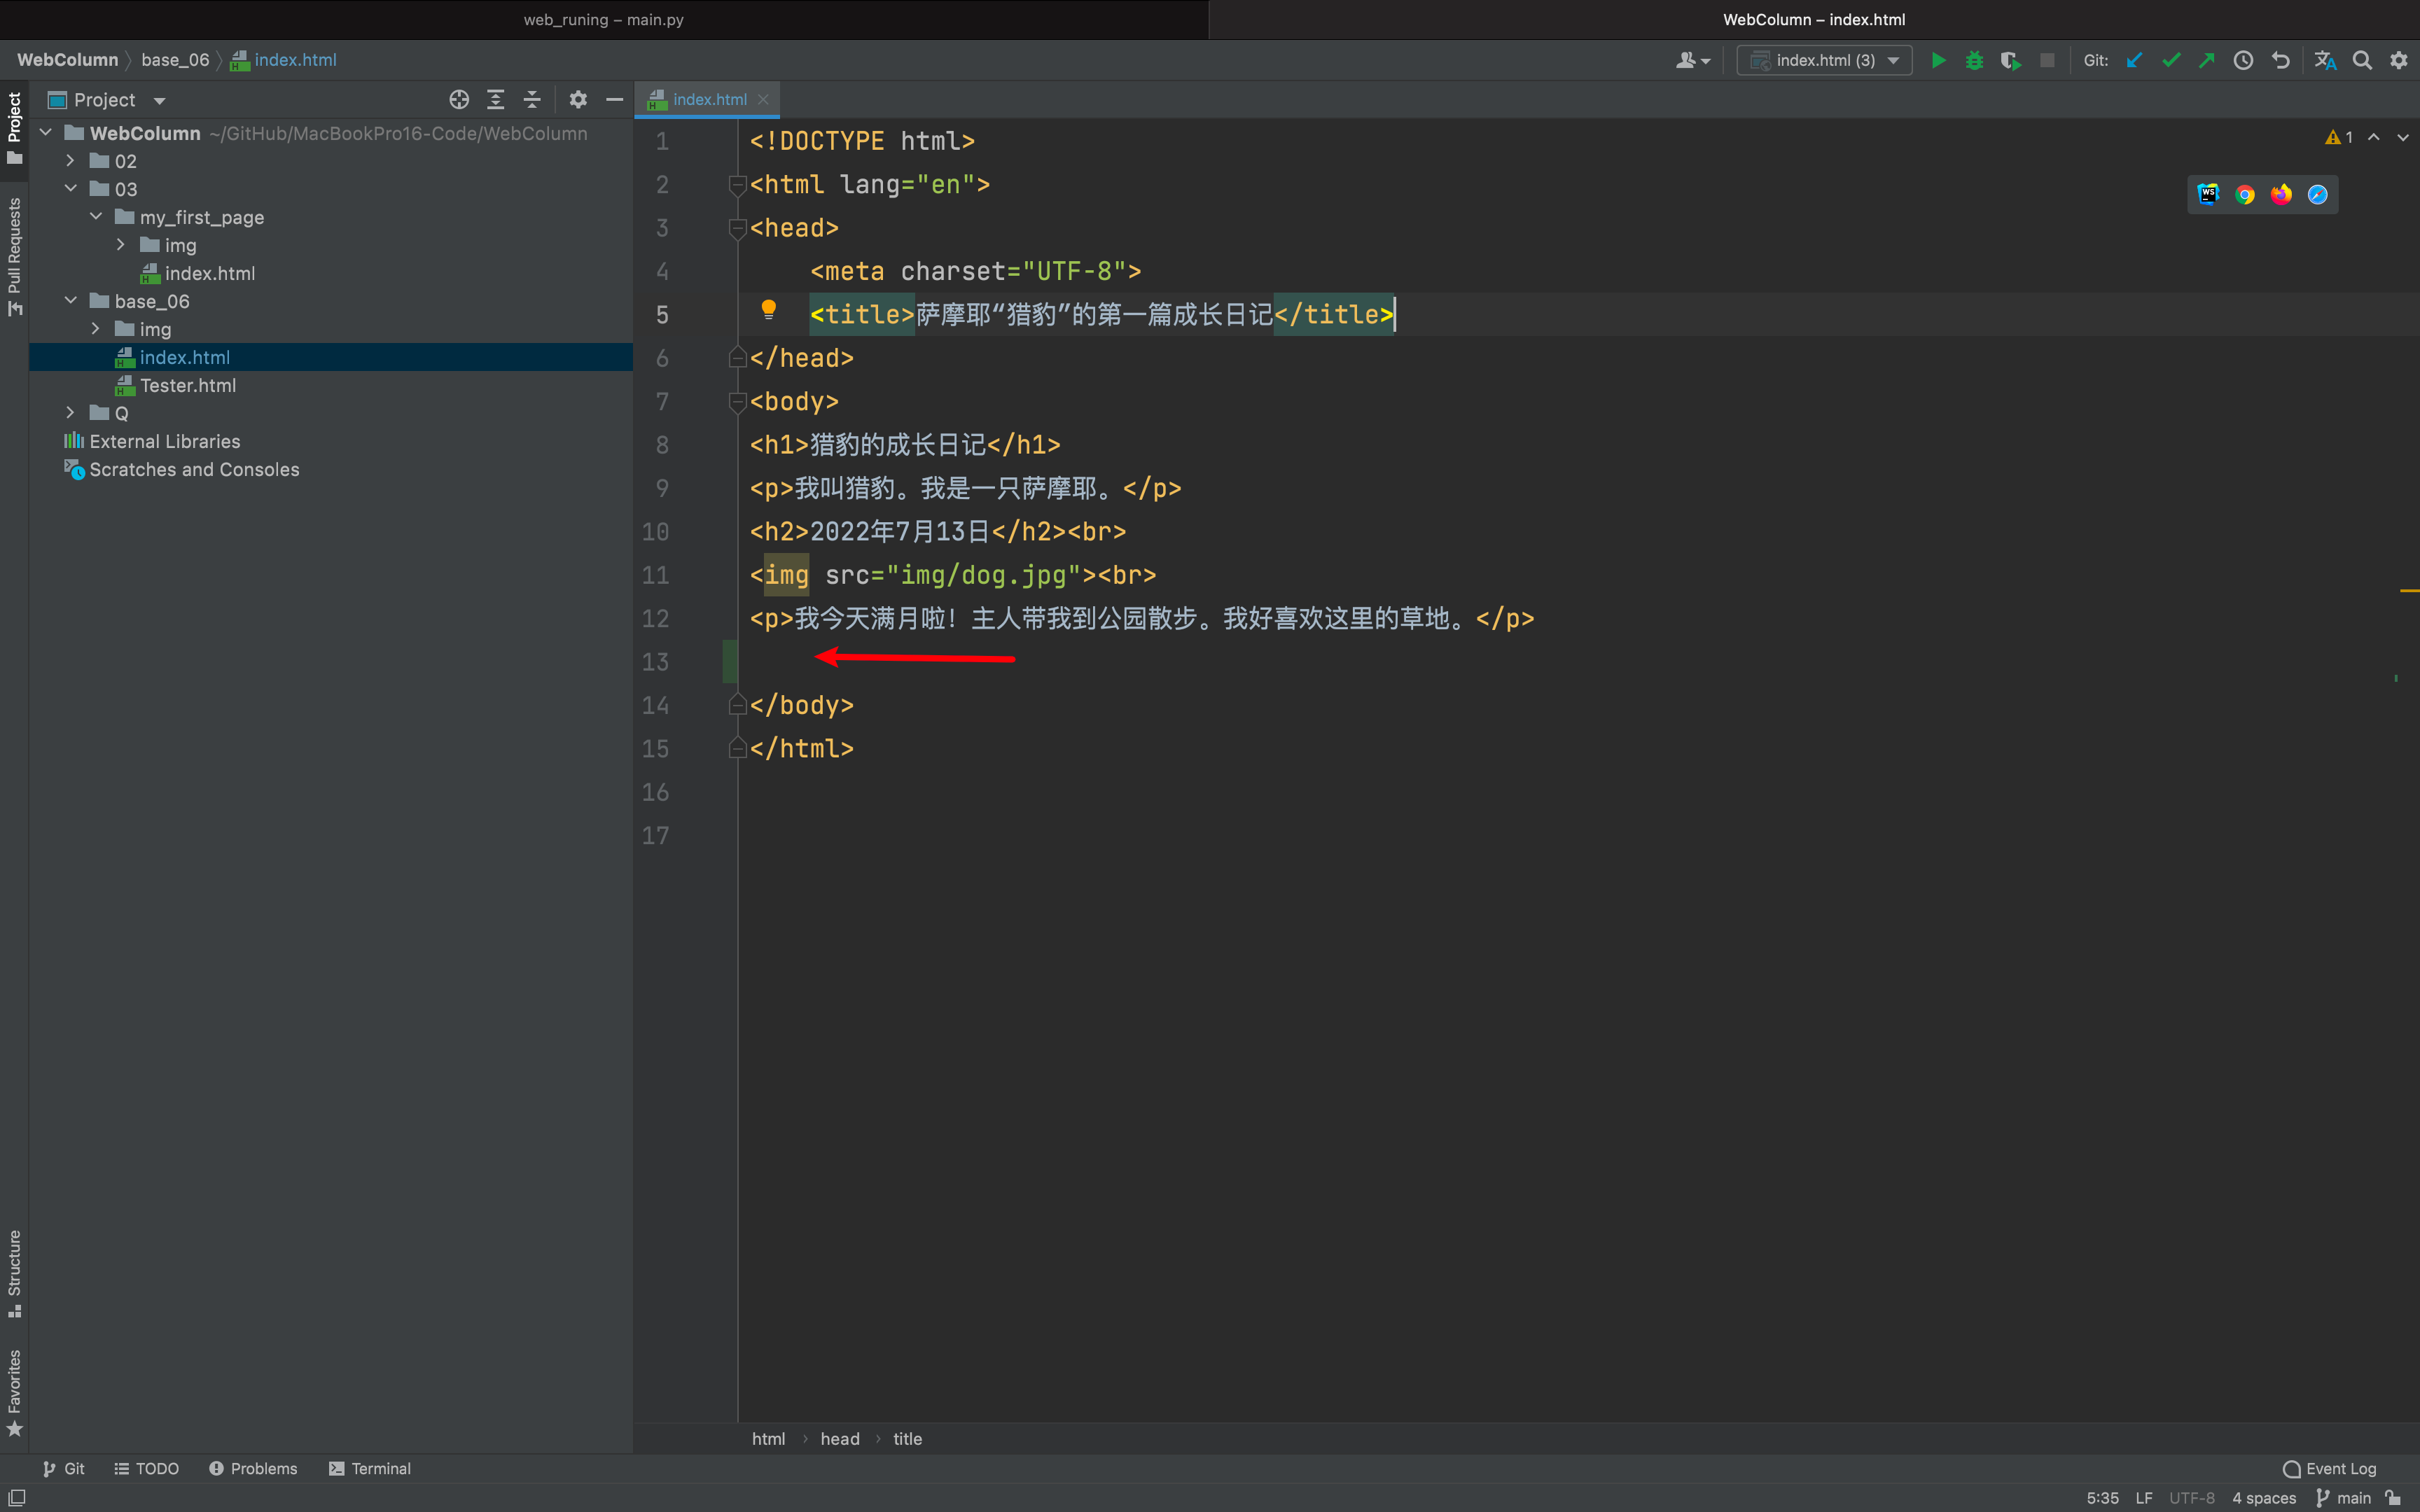 web_runing – main.py
WebColumn – index.html
WebColumn
base_06
index.html
index.html (3)
Git:
Project
index.html
WebColumn ~/GitHub/MacBookPro16-Code/WebColumn
02
03
my_first_page
img
index.html
base_06
img
index.html
Tester.html
Q
External Libraries
Scratches and Consoles
Project
Pull Requests
Structure
Favorites
1 <!DOCTYPE html>
2 <html lang="en">
3 <head>
4 <meta charset="UTF-8">
5 <title>萨摩耶“猎豹”的第一篇成长日记</title>
6 </head>
7 <body>
8 <h1>猎豹的成长日记</h1>
9 <p>我叫猎豹。我是一只萨摩耶。</p>
10 <h2>2022年7月13日</h2><br>
11 <img src="img/dog.jpg"><br>
12 <p>我今天满月啦！主人带我到公园散步。我好喜欢这里的草地。</p>
13
14 </body>
15 </html>
16
17
1
WS
html
head
title
Git
TODO
Problems
Terminal
Event Log
5:35 LF UTF-8 4 spaces main